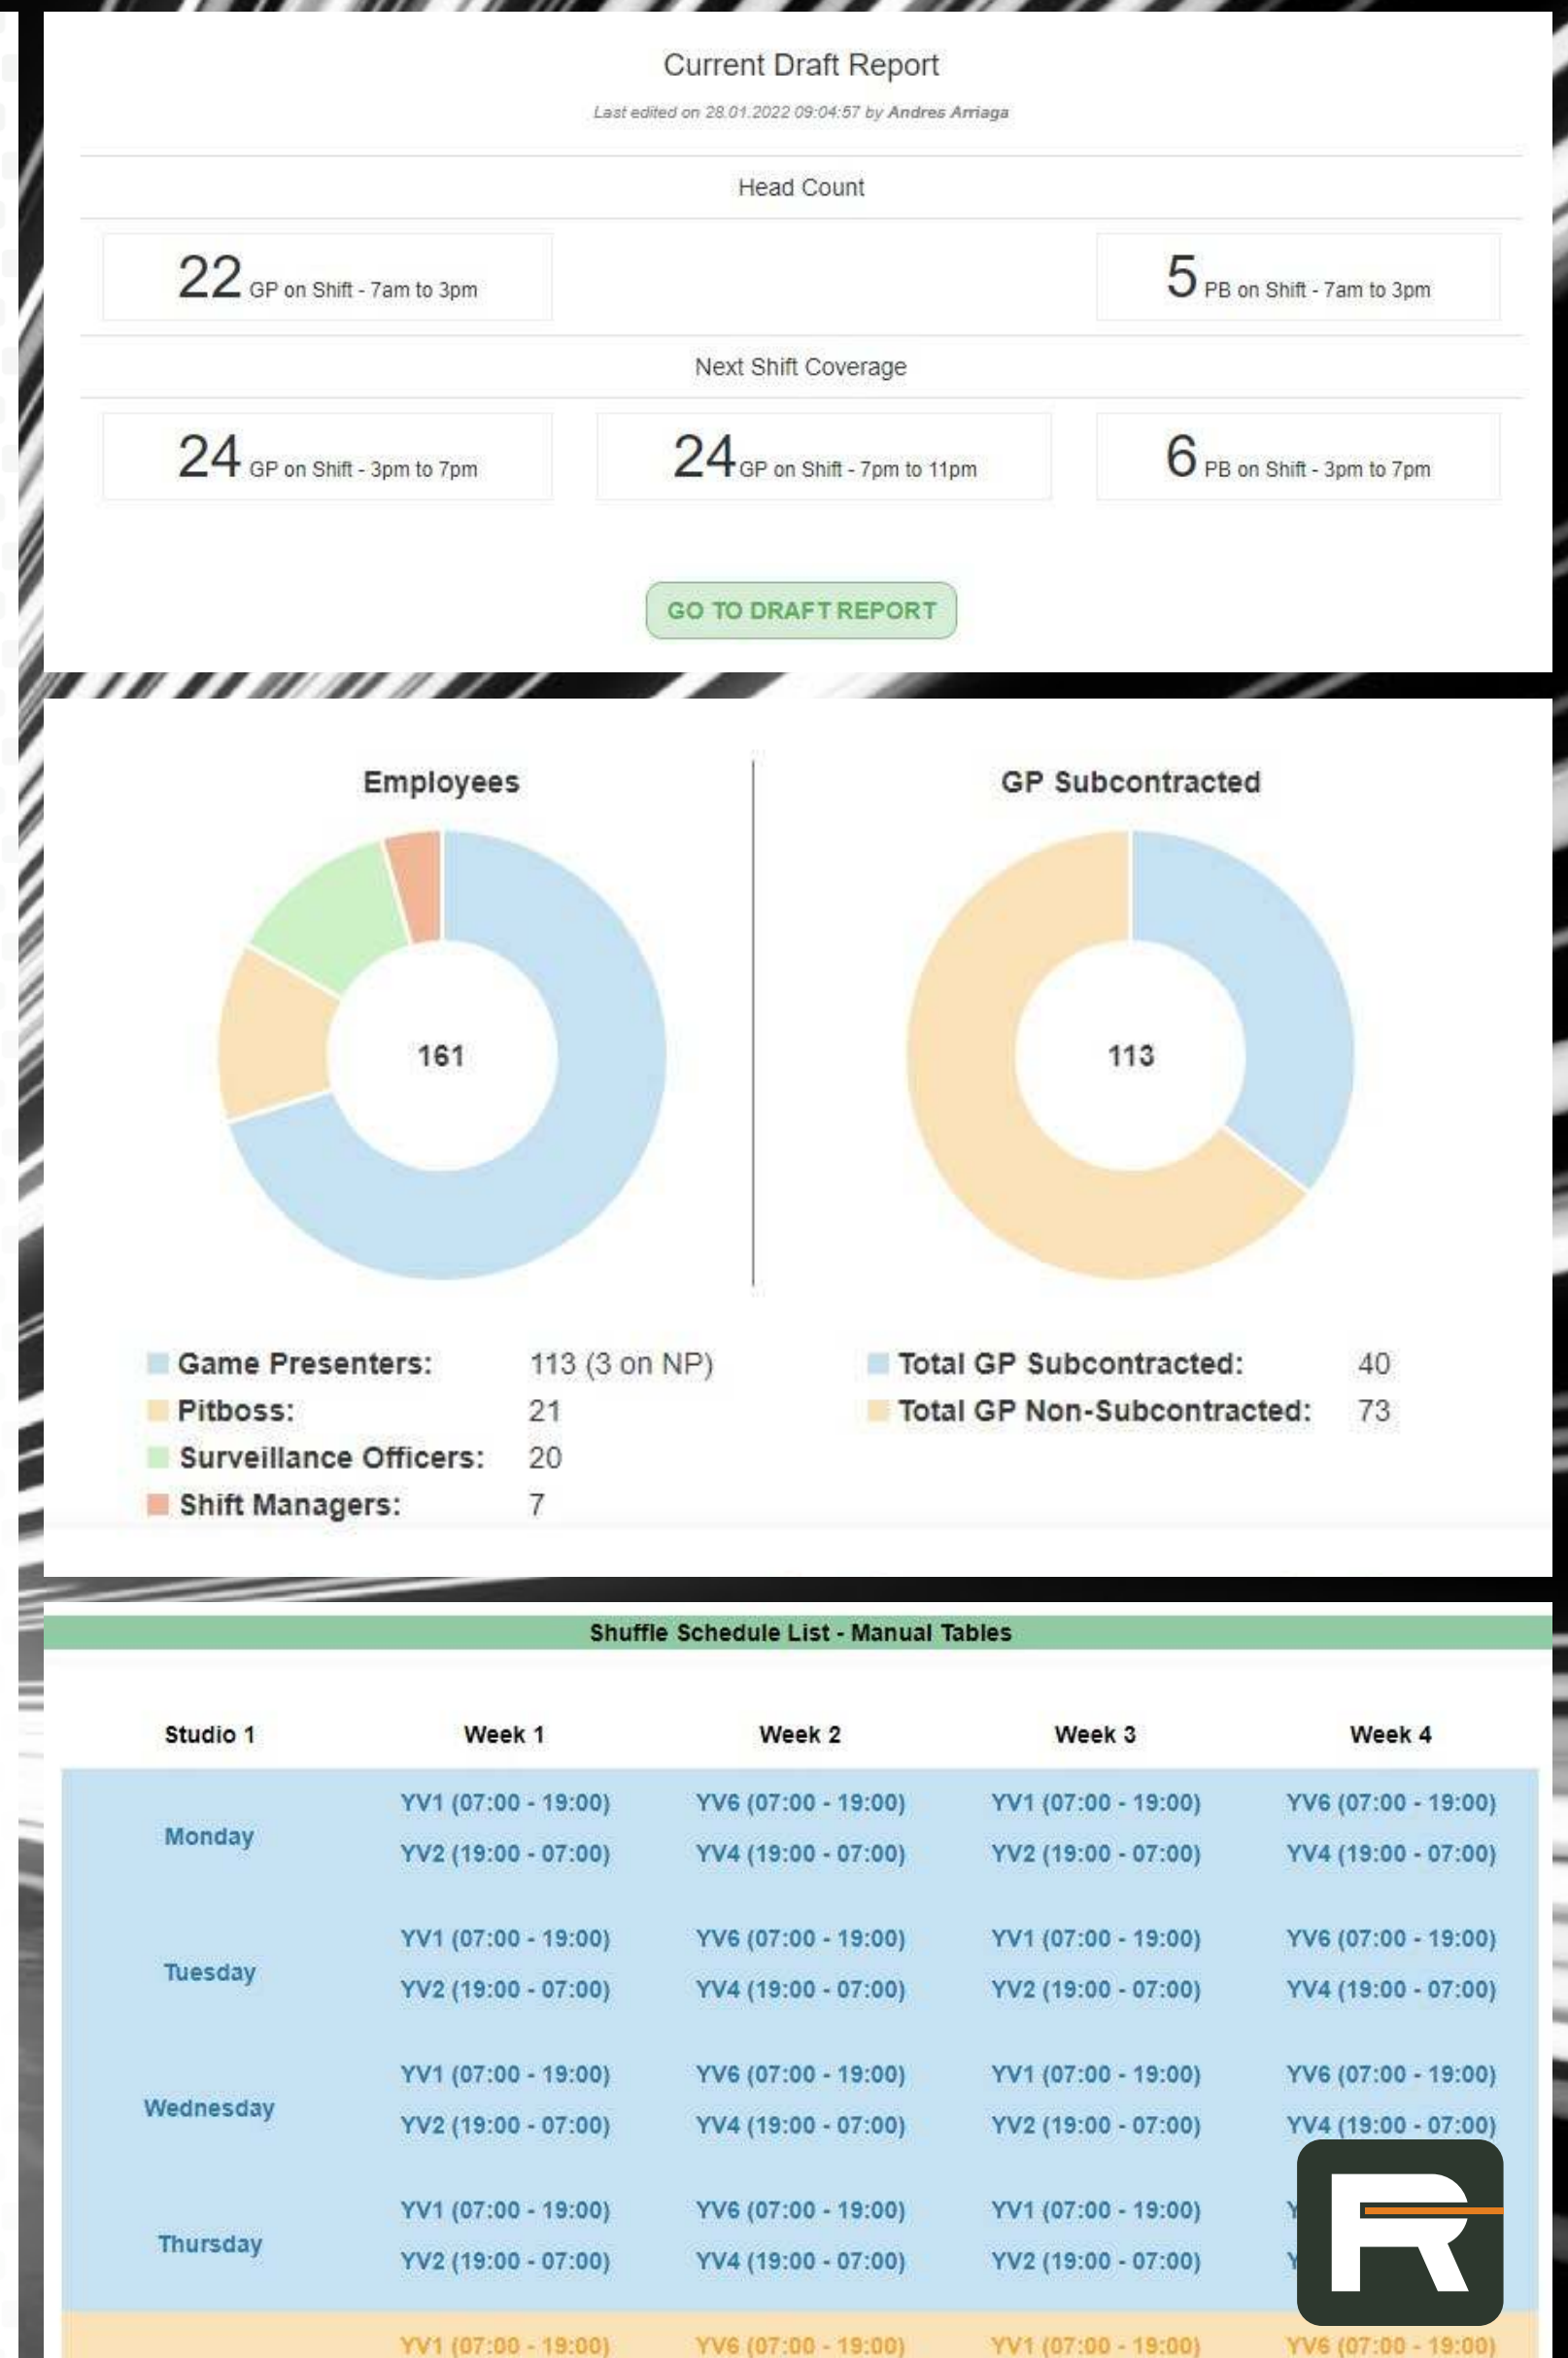 Current Draft Report
Last edited on 28.01.2022 09:04:57 by Andres Arriaga
Head Count
22 GP on Shift - 7am to 3pm
5 PB on Shift - 7am to 3pm
Next Shift Coverage
24 GP on Shift - 3pm to 7pm
24 GP on Shift - 7pm to 11pm
6 PB on Shift - 3pm to 7pm
GO TO DRAFT REPORT
Employees
GP Subcontracted
161
113
Game Presenters: 113 (3 on NP)
Pitboss: 21
Surveillance Officers: 20
Shift Managers: 7
Total GP Subcontracted: 40
Total GP Non-Subcontracted: 73
Shuffle Schedule List - Manual Tables
Studio 1 Week 1 Week 2 Week 3 Week 4
Monday
YV1 (07:00 - 19:00) YV6 (07:00 - 19:00) YV1 (07:00 - 19:00) YV6 (07:00 - 19:00)
YV2 (19:00 - 07:00) YV4 (19:00 - 07:00) YV2 (19:00 - 07:00) YV4 (19:00 - 07:00)
Tuesday
YV1 (07:00 - 19:00) YV6 (07:00 - 19:00) YV1 (07:00 - 19:00) YV6 (07:00 - 19:00)
YV2 (19:00 - 07:00) YV4 (19:00 - 07:00) YV2 (19:00 - 07:00) YV4 (19:00 - 07:00)
Wednesday
YV1 (07:00 - 19:00) YV6 (07:00 - 19:00) YV1 (07:00 - 19:00) YV6 (07:00 - 19:00)
YV2 (19:00 - 07:00) YV4 (19:00 - 07:00) YV2 (19:00 - 07:00) YV4 (19:00 - 07:00)
Thursday
YV1 (07:00 - 19:00) YV6 (07:00 - 19:00) YV1 (07:00 - 19:00)
YV2 (19:00 - 07:00) YV4 (19:00 - 07:00) YV2 (19:00 - 07:00)
YV1 (07:00 - 19:00) YV6 (07:00 - 19:00) YV1 (07:00 - 19:00) YV6 (07:00 - 19:00)
R